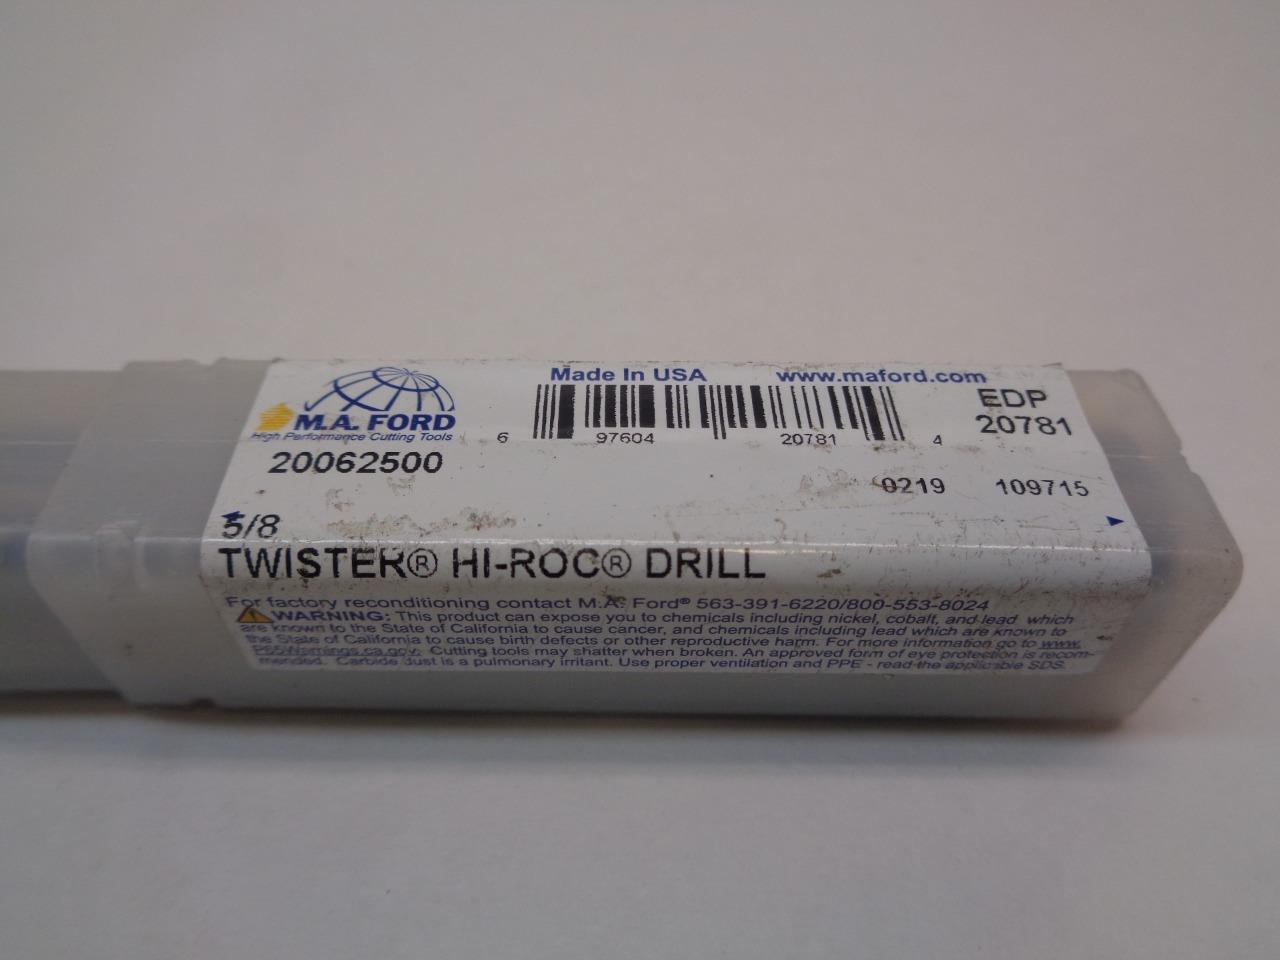 Made In USA
www.maford.com
M.A. FORD
High Performance Cutting Tools
6 97604 20781 4
EDP
20781
20062500
0219 109715
5/8
TWISTER® HI-ROC® DRILL
For factory reconditioning contact M.A. Ford® 563-391-6220/800-553-8024
WARNING: This product can expose you to chemicals including nickel, cobalt, and lead which
are known to the State of California to cause cancer, and chemicals including lead which are known to
the State of California to cause birth defects or other reproductive harm. For more information go to www.
P65Warnings.ca.gov. Cutting tools may shatter when broken. An approved form of eye protection is recom-
mended. Carbide dust is a pulmonary irritant. Use proper ventilation and PPE - read the applicable SDS.